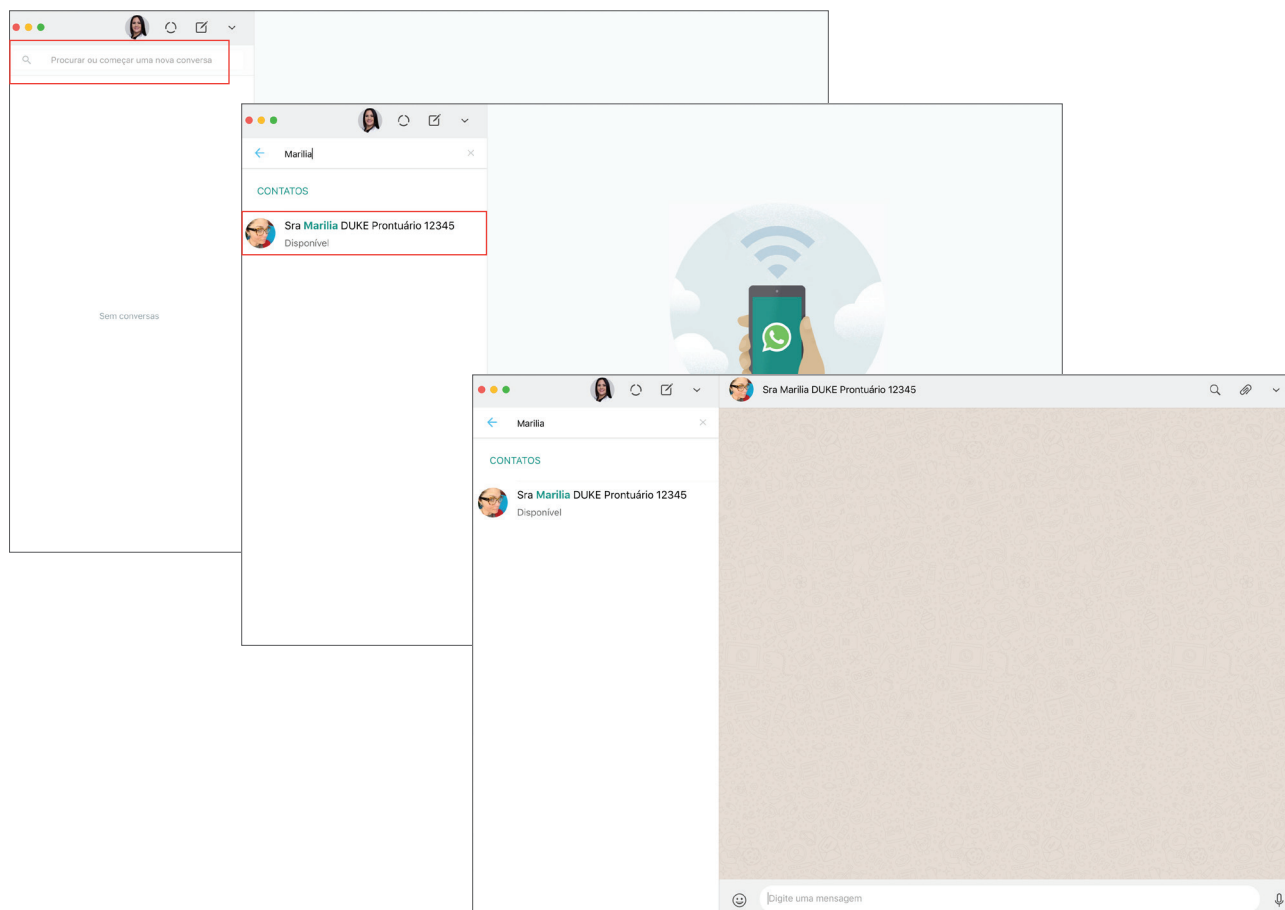 Procurar ou começar uma nova conversa
Sem conversas
Marilia
CONTATOS
Sra Marilia DUKE Prontuário 12345
Disponível
Sra Marilia DUKE Prontuário 12345
Marilia
CONTATOS
Sra Marilia DUKE Prontuário 12345
Disponível
Digite uma mensagem